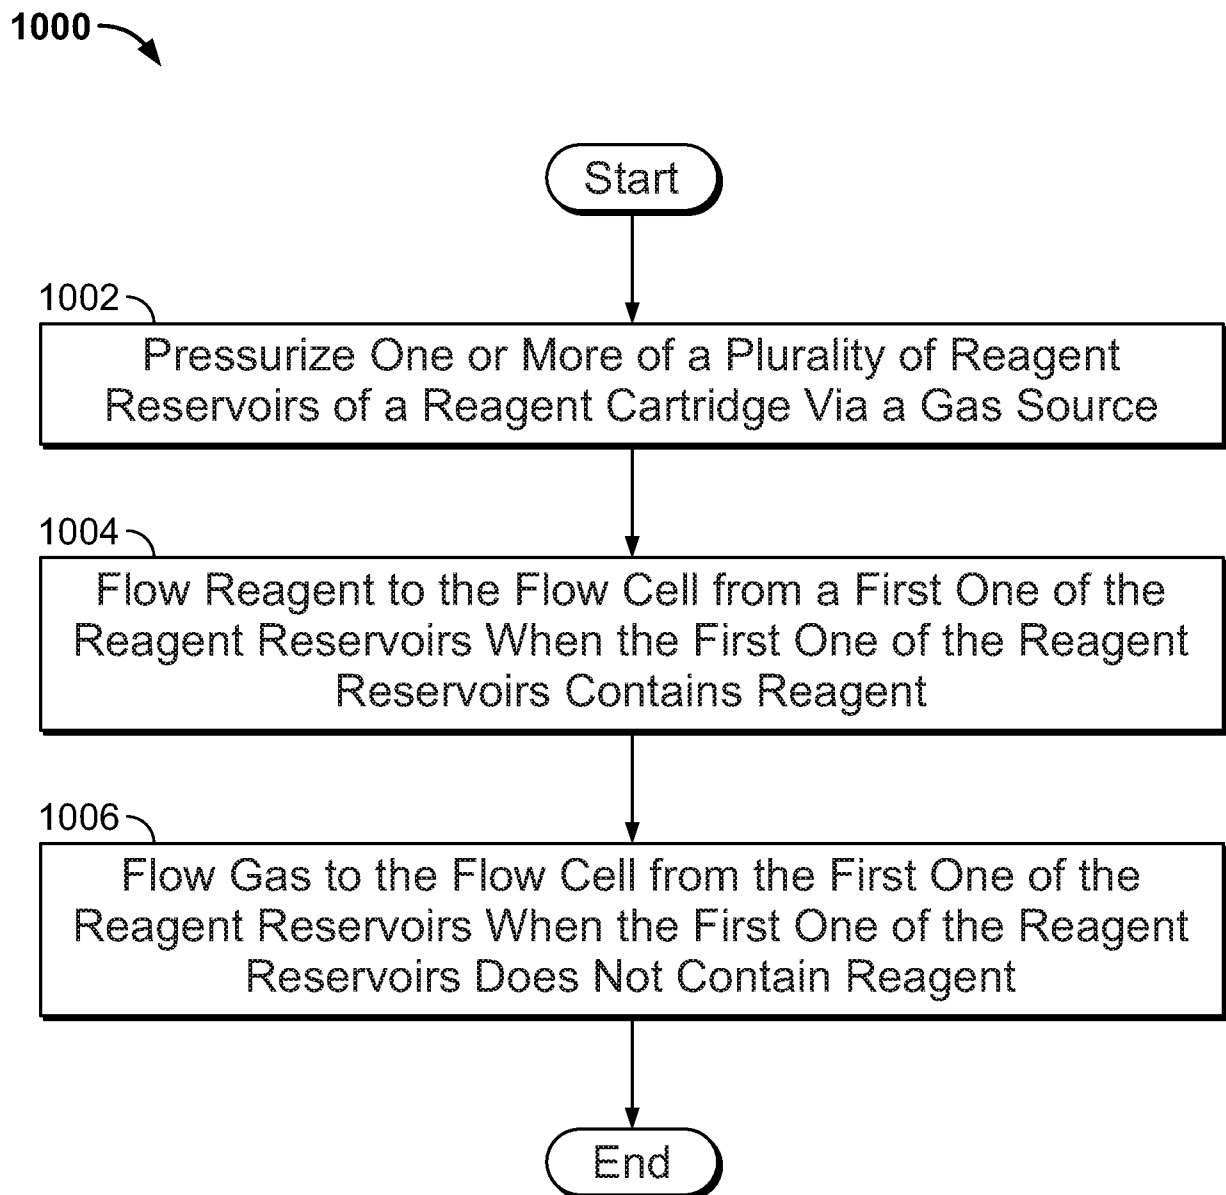 1000
Start
1002
Pressurize One or More of a Plurality of Reagent
Reservoirs of a Reagent Cartridge Via a Gas Source
1004
Flow Reagent to the Flow Cell from a First One of the
Reagent Reservoirs When the First One of the Reagent
Reservoirs Contains Reagent
1006
Flow Gas to the Flow Cell from the First One of the
Reagent Reservoirs When the First One of the Reagent
Reservoirs Does Not Contain Reagent
End